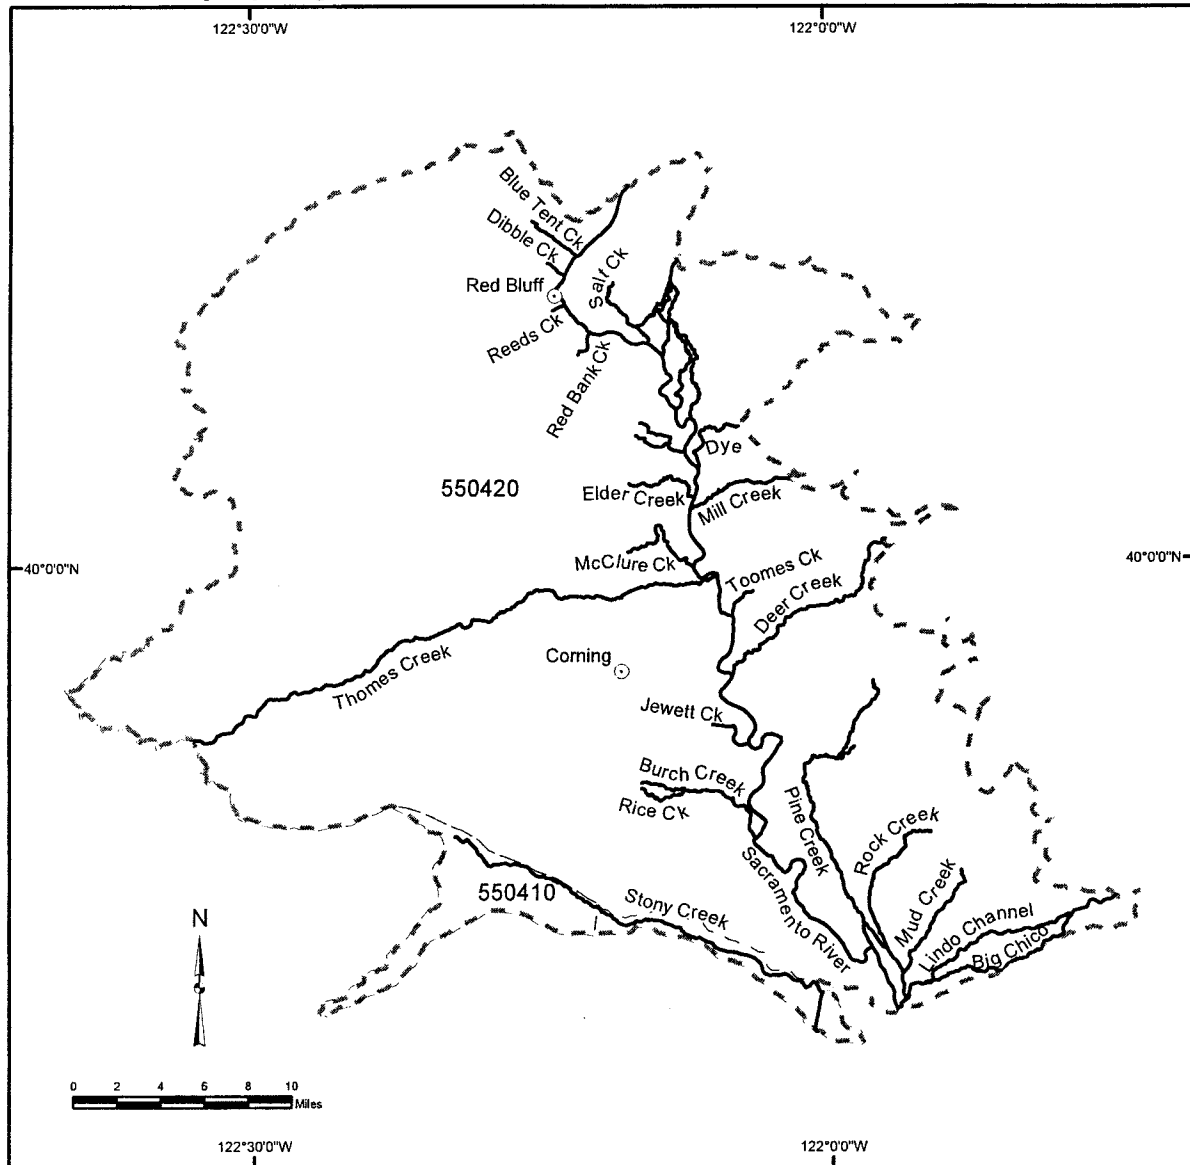 122°30'0"W
122°0'0"W
Blue Tent Ck
Dibble Ck
Salt Ck
Red Bluff
Reeds Ck
Red Bank Ck
Dye
550420
Elder Creek
Mill Creek
40°0'0"N
40°0'0"N
McClure Ck
Toomes Ck
Deer Creek
Thomes Creek
Corning
Jewett Ck
Burch Creek
Rice Ck
Pine Creek
Rock Creek
Sacramento River
Mud Creek
550410
Stony Creek
Lindo Channel
Big Chico
N
0 2 4 6 8 10
Miles
122°30'0"W
122°0'0"W